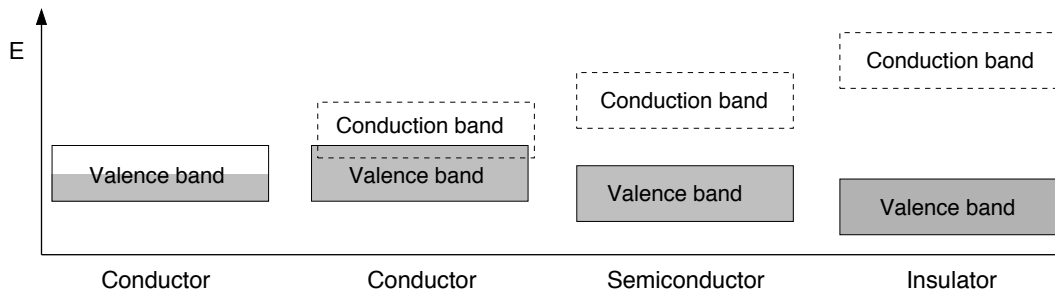 E
Conduction band
Conduction band
Conduction band
Valence band
Valence band
Valence band
Valence band
Conductor
Conductor
Semiconductor
Insulator